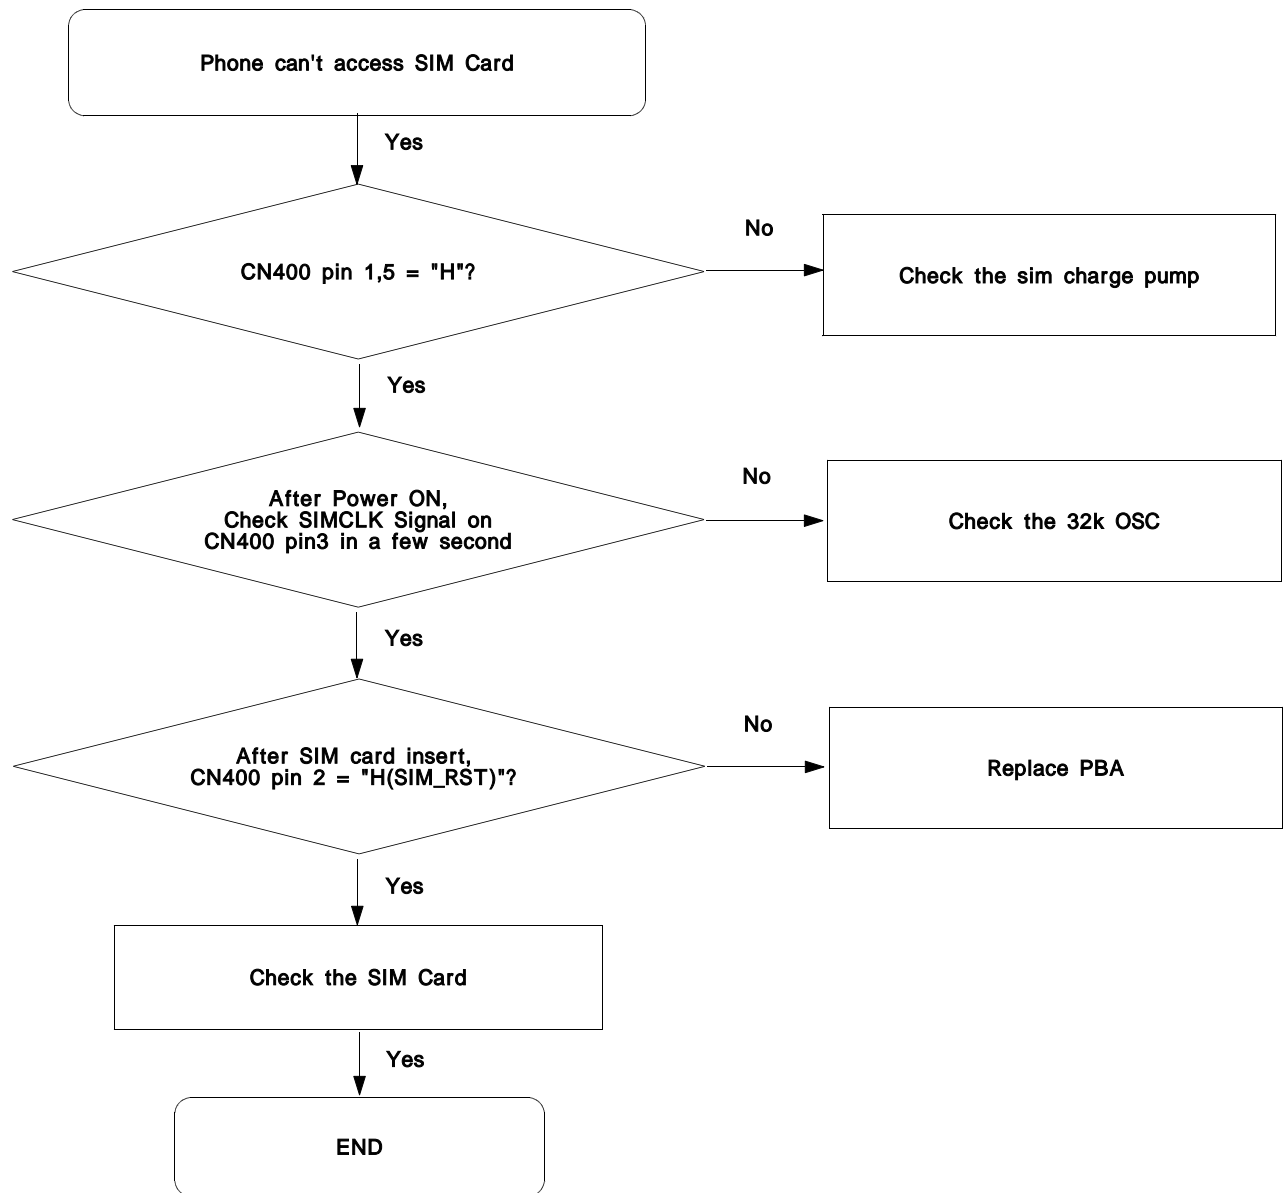 Phone can't access SIM Card
Yes
CN400 pin 1,5 = "H"?
No
Check the sim charge pump
Yes
After Power ON,
Check SIMCLK Signal on
CN400 pin3 in a few second
No
Check the 32k OSC
Yes
After SIM card insert,
CN400 pin 2 = "H(SIM_RST)"?
No
Replace PBA
Yes
Check the SIM Card
Yes
END